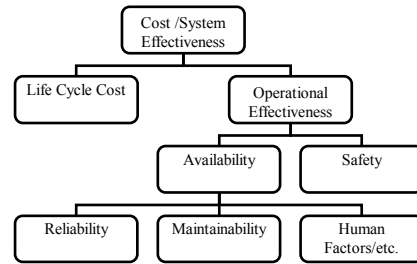 Cost /System
Effectiveness
Life Cycle Cost
Operational
Effectiveness
Availability
Safety
Reliability
Maintainability
Human
Factors/etc.